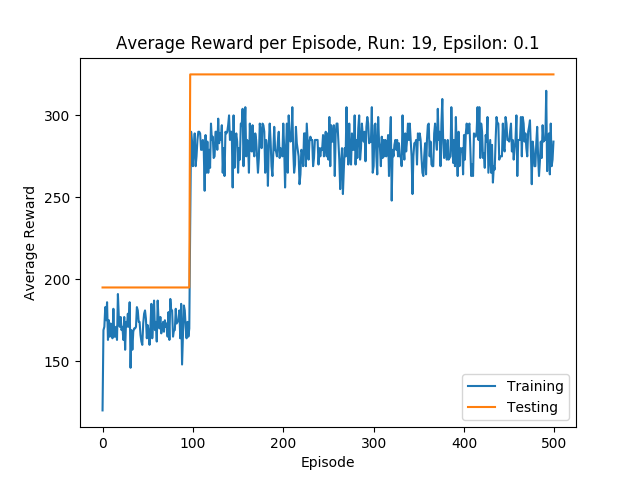 Average Reward per Episode, Run: 19, Epsilon: 0.1
Average Reward
300
250
200
150
0
100
200
300
400
500
Episode
Training
Testing